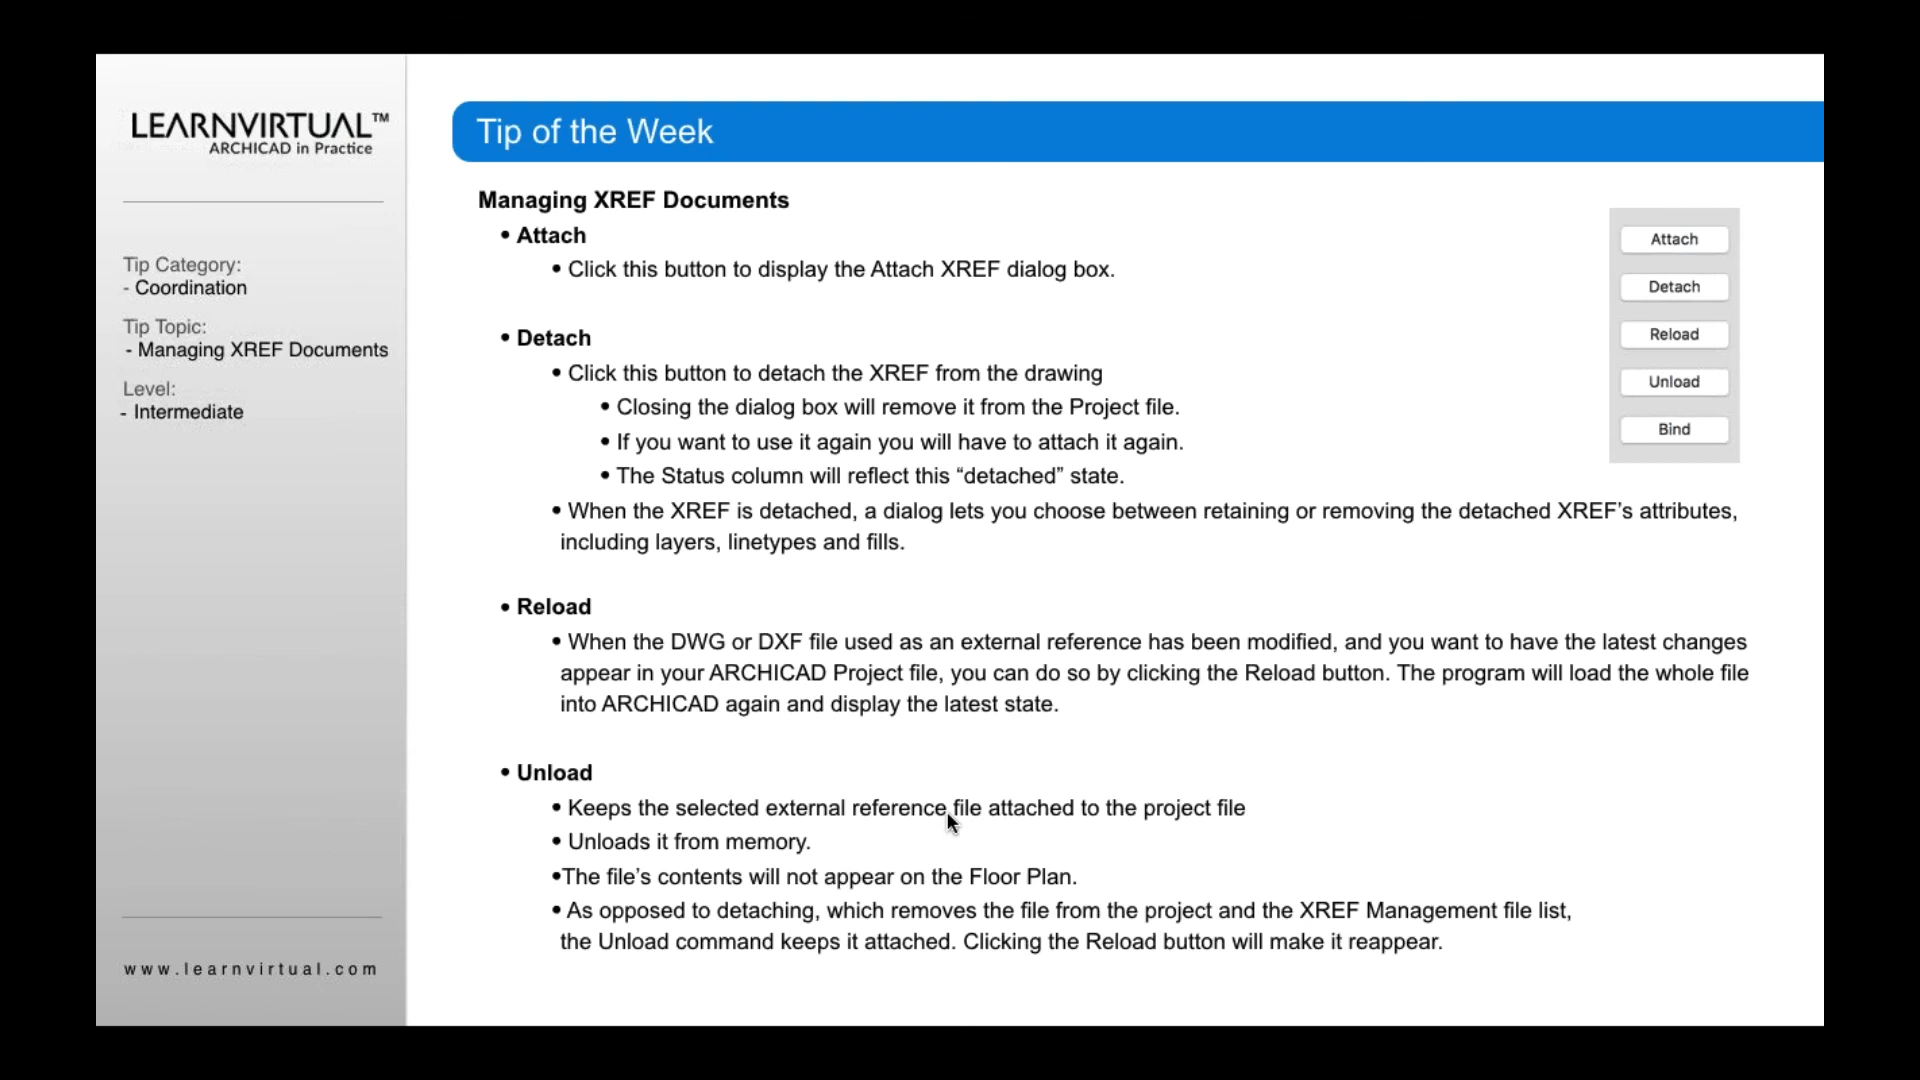 LEARNVIRTUAL™
ARCHICAD in Practice
Tip Category:
- Coordination
Tip Topic:
- Managing XREF Documents
Level:
- Intermediate
www.learnvirtual.com
Tip of the Week
Managing XREF Documents
• Attach
• Click this button to display the Attach XREF dialog box.
• Detach
• Click this button to detach the XREF from the drawing
• Closing the dialog box will remove it from the Project file.
• If you want to use it again you will have to attach it again.
• The Status column will reflect this “detached” state.
• When the XREF is detached, a dialog lets you choose between retaining or removing the detached XREF’s attributes,
including layers, linetypes and fills.
• Reload
• When the DWG or DXF file used as an external reference has been modified, and you want to have the latest changes
appear in your ARCHICAD Project file, you can do so by clicking the Reload button. The program will load the whole file
into ARCHICAD again and display the latest state.
• Unload
• Keeps the selected external reference file attached to the project file
• Unloads it from memory.
•The file’s contents will not appear on the Floor Plan.
• As opposed to detaching, which removes the file from the project and the XREF Management file list,
the Unload command keeps it attached. Clicking the Reload button will make it reappear.
Attach
Detach
Reload
Unload
Bind